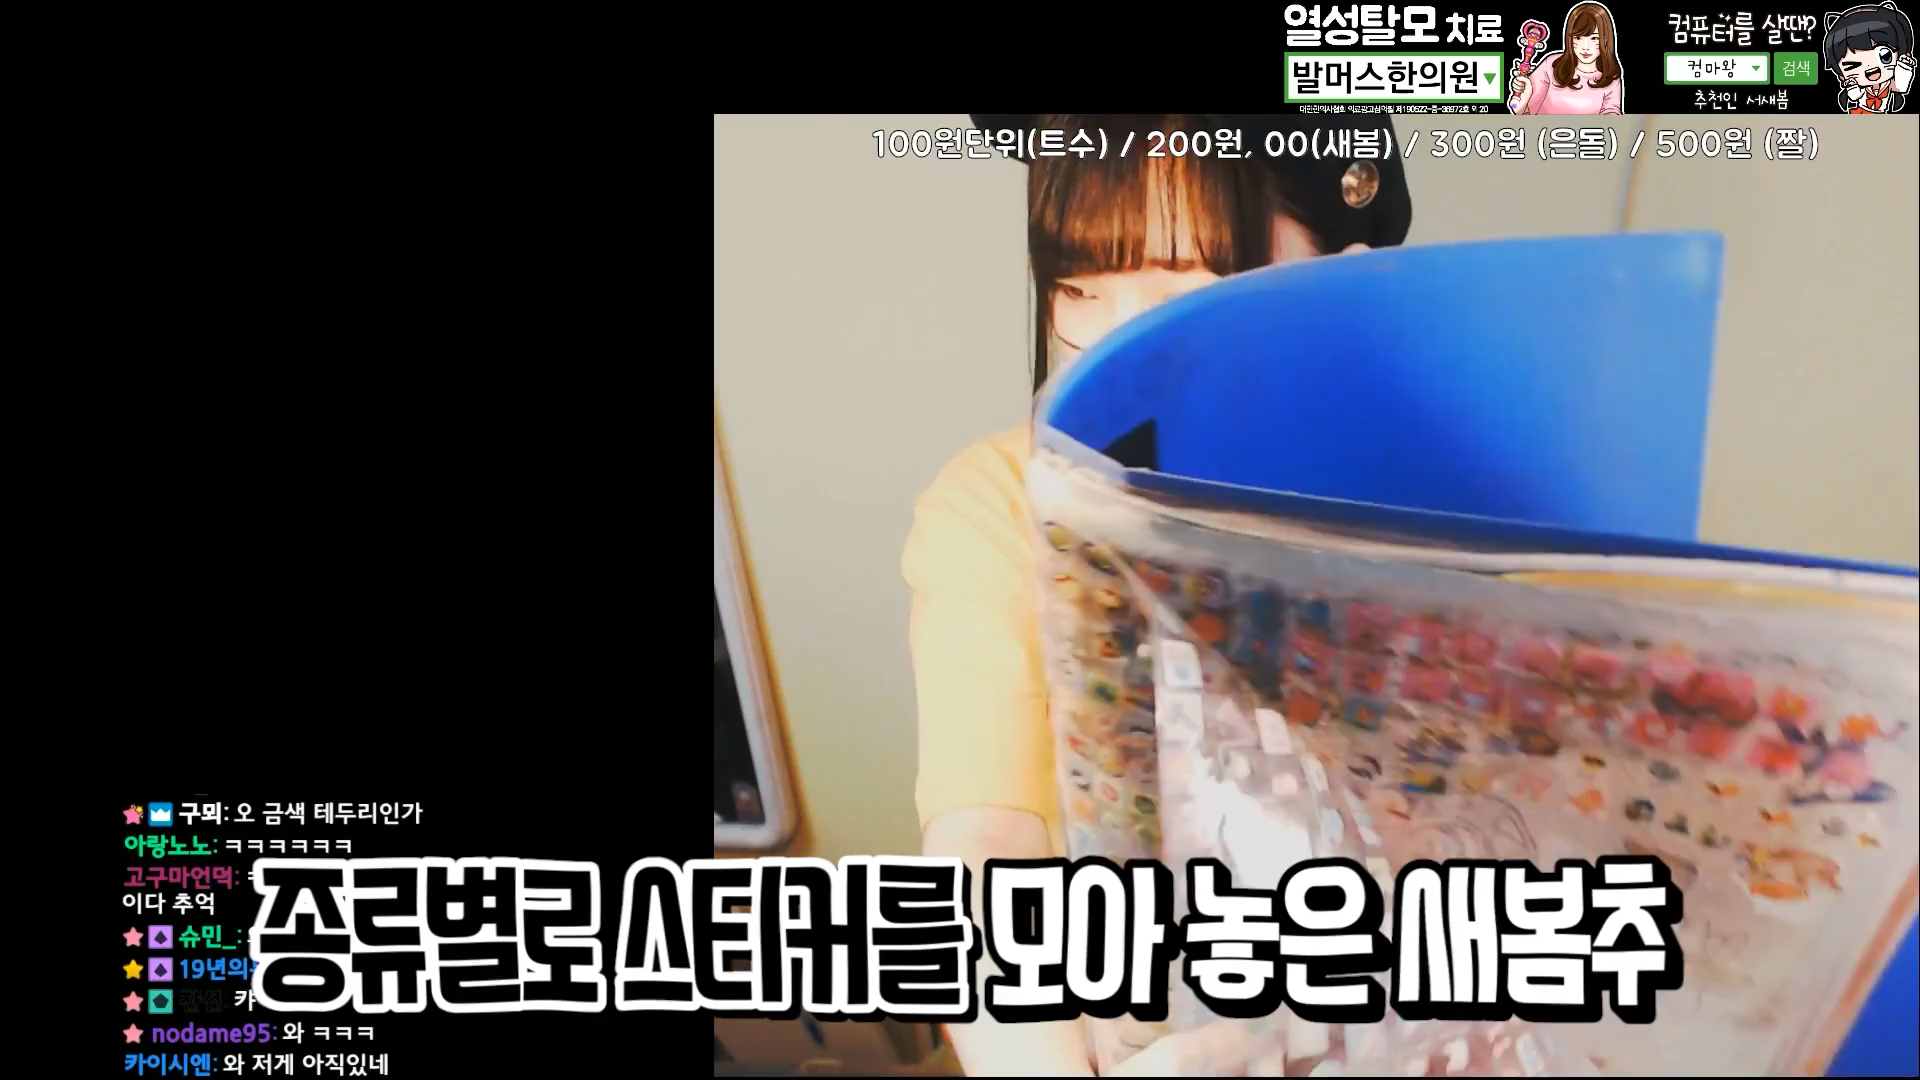 열성탈모 치료
발머스한의원
컴퓨터를 살땐?
컴마왕 검색
추천인 서새봄
100원단위(트수) / 200원, 00(새봄) / 300원 (은돌) / 500원 (짤)
구뫼: 오 금색 테두리인가
아랑노노: ㅋㅋㅋㅋㅋㅋ
고구마언덕:
이다 추억
슈민_:
19년의
캬
nodame95: 와 ㅋㅋㅋ
카이시엔: 와 저게 아직있네
종류별로 스티커를 모아 놓은 새봄추